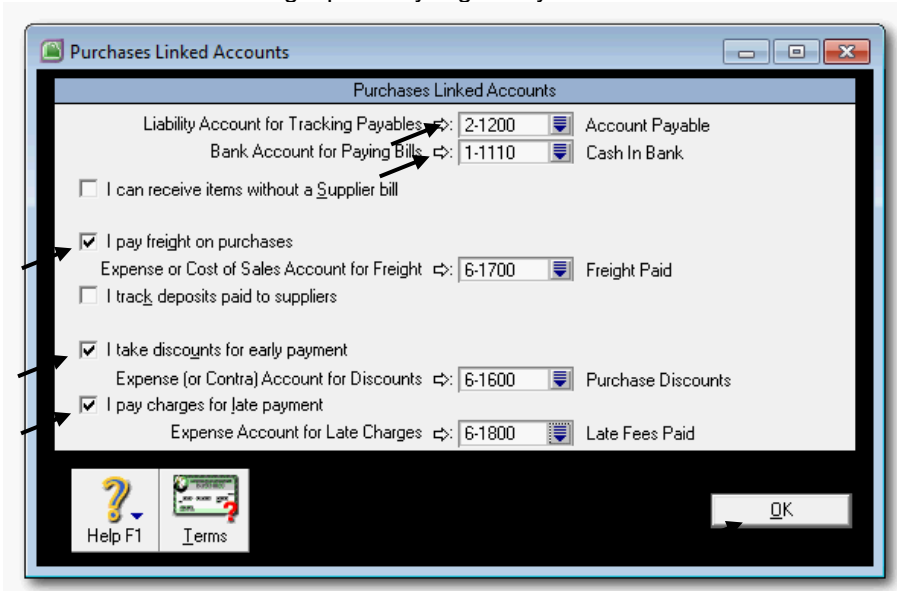 Purchases Linked Accounts
Purchases Linked Accounts
Liability Account for Tracking Payables ⇨: 2-1200 Account Payable
Bank Account for Paying Bills ⇨: 1-1110 Cash In Bank
I can receive items without a Supplier bill
I pay freight on purchases
Expense or Cost of Sales Account for Freight ⇨: 6-1700 Freight Paid
I track deposits paid to suppliers
I take discounts for early payment
Expense (or Contra) Account for Discounts ⇨: 6-1600 Purchase Discounts
I pay charges for late payment
Expense Account for Late Charges ⇨: 6-1800 Late Fees Paid
Help F1 Terms OK